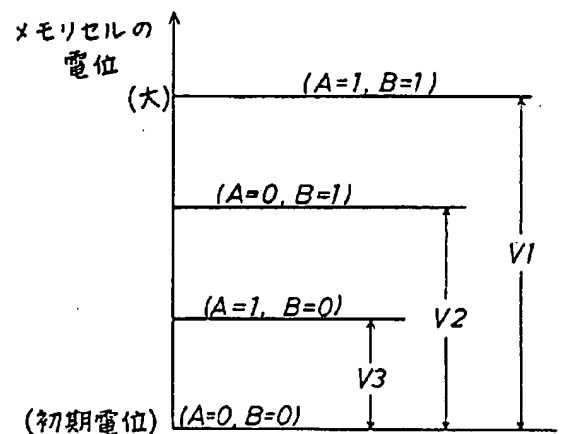 メモリセルの
電位
(大)
(A=1, B=1)
(A=0, B=1)
V1
(A=1, B=0)
V2
V3
(初期電位)
(A=0, B=0)